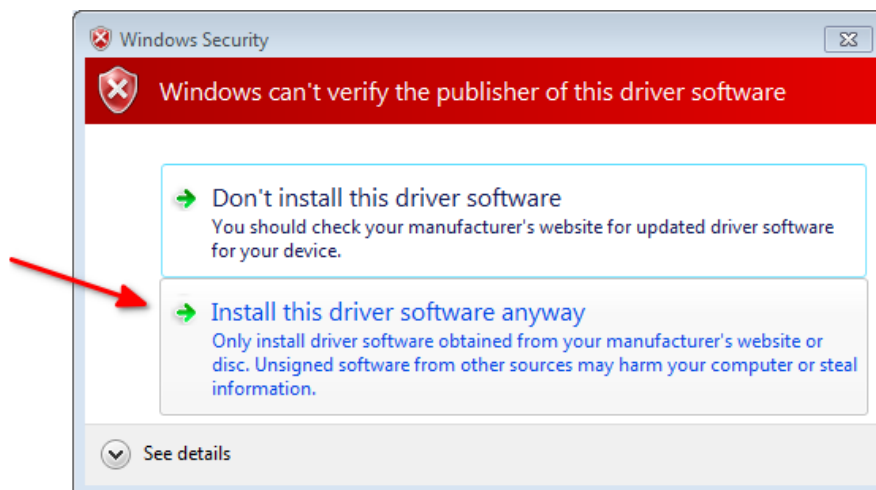 Windows Security
Windows can't verify the publisher of this driver software
Don't install this driver software
You should check your manufacturer's website for updated driver software
for your device.
Install this driver software anyway
Only install driver software obtained from your manufacturer's website or
disc. Unsigned software from other sources may harm your computer or steal
information.
See details